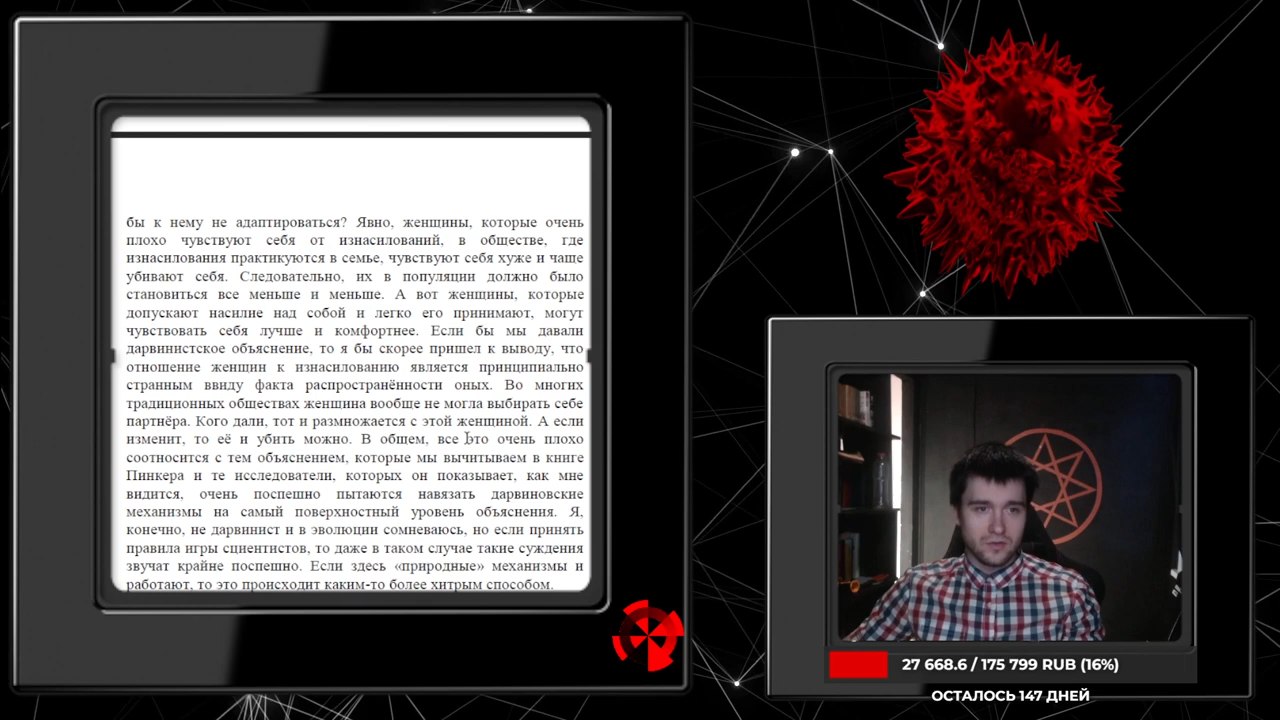 бы к нему не адаптироваться? Явно, женщины, которые очень
плохо чувствуют себя от изнасилований, в обществе, где
изнасилования практикуются в семье, чувствуют себя хуже и чаще
убивают себя. Следовательно, их в популяции должно было
становиться все меньше и меньше. А вот женщины, которые
допускают насилие над собой и легко его принимают, могут
чувствовать себя лучше и комфортнее. Если бы мы давали
дарвинистское объяснение, то я бы скорее пришел к выводу, что
отношение женщин к изнасилованию является принципиально
странным ввиду факта распространённости оных. Во многих
традиционных обществах женщина вообще не могла выбирать себе
партнёра. Кого дали, тот и размножается с этой женщиной. А если
изменит, то её и убить можно. В общем, все это очень плохо
соотносится с тем объяснением, которые мы вычитываем в книге
Пинкера и те исследователи, которых он показывает, как мне
видится, очень поспешно пытаются навязать дарвиновские
механизмы на самый поверхностный уровень объяснения. Я,
конечно, не дарвинист и в эволюции сомневаюсь, но если принять
правила игры сциентистов, то даже в таком случае такие суждения
звучат крайне поспешно. Если здесь «природные» механизмы и
работают, то это происходит каким-то более хитрым способом.
27 668.6 / 175 799 RUB (16%)
ОСТАЛОСЬ 147 ДНЕЙ